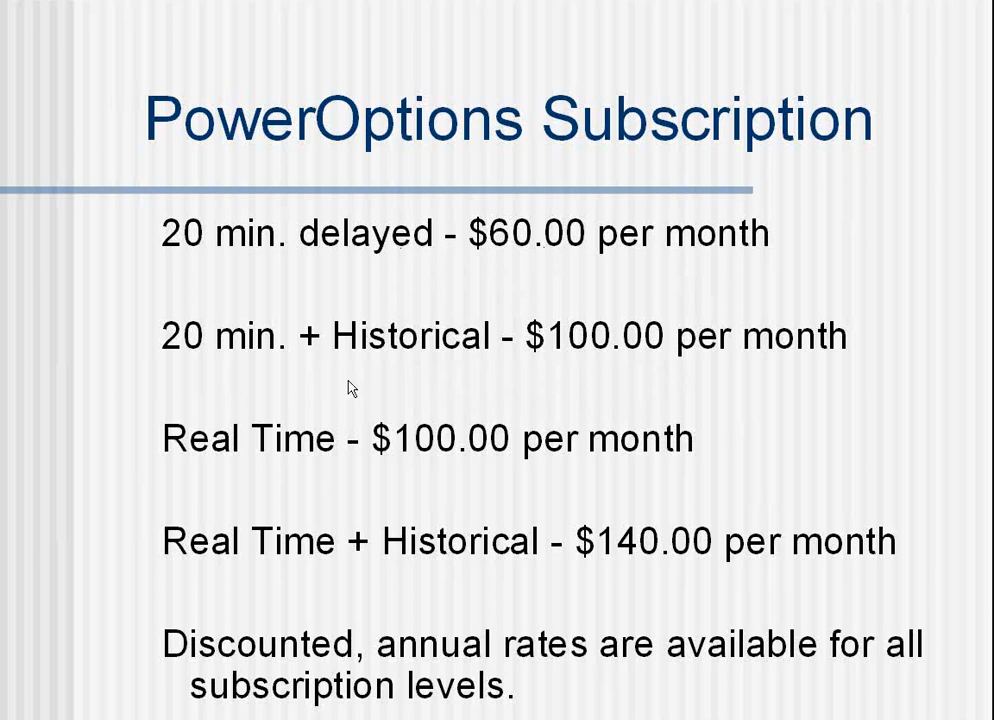 PowerOptions Subscription
20 min. delayed - $60.00 per month
20 min. + Historical - $100.00 per month
Real Time - $100.00 per month
Real Time + Historical - $140.00 per month
Discounted, annual rates are available for all
subscription levels.